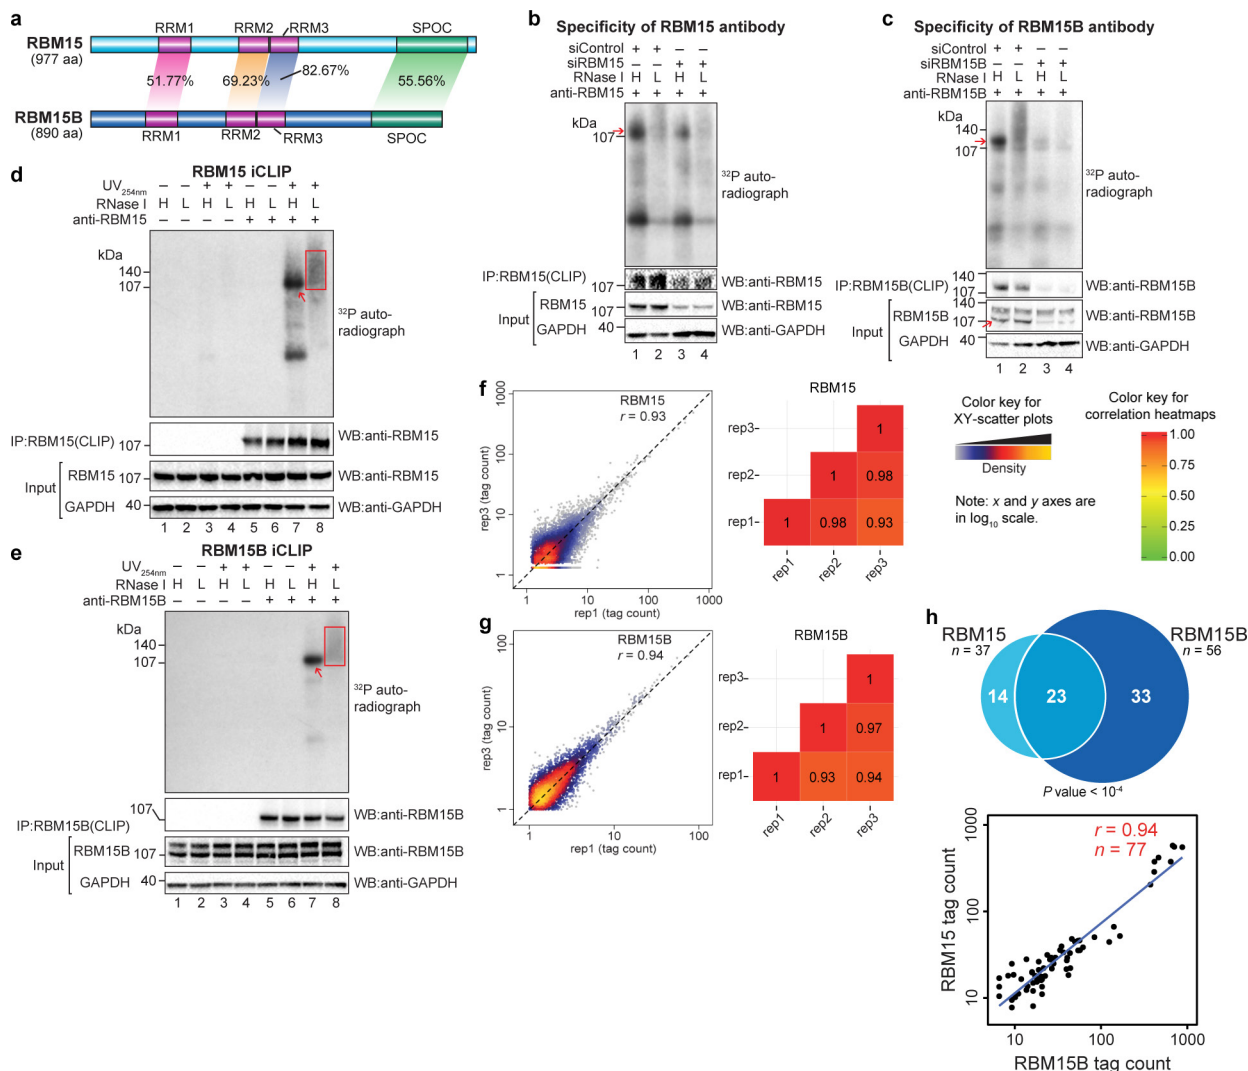 a
RRM1 RRM2 RRM3 SPOC
RBM15
(977 aa)
51.77% 69.23% 82.67% 55.56%
RBM15B
(890 aa)
RRM1 RRM2 RRM3 SPOC
b Specificity of RBM15 antibody
siControl + + – –
siRBM15 – – + +
RNase I H L H L
anti-RBM15 + + + +
kDa
107
32P auto-
radiograph
IP:RBM15(CLIP) 107 WB:anti-RBM15
Input RBM15 107 WB:anti-RBM15
GAPDH 40 WB:anti-GAPDH
1 2 3 4
c Specificity of RBM15B antibody
siControl + + – –
siRBM15B – – + +
RNase I H L H L
anti-RBM15B + + + +
kDa
140
107
32P auto-
radiograph
IP:RBM15B(CLIP) 140 107 WB:anti-RBM15B
Input RBM15B 140 107 WB:anti-RBM15B
GAPDH 40 WB:anti-GAPDH
1 2 3 4
d RBM15 iCLIP
UV254nm – – + + – – + +
RNase I H L H L H L H L
anti-RBM15 – – – – + + + +
kDa
140
107
32P auto-
radiograph
IP:RBM15(CLIP) 107 WB:anti-RBM15
Input RBM15 107 WB:anti-RBM15
GAPDH 40 WB:anti-GAPDH
1 2 3 4 5 6 7 8
e RBM15B iCLIP
UV254nm – – + + – – + +
RNase I H L H L H L H L
anti-RBM15B – – – – + + + +
kDa
140
107
32P auto-
radiograph
IP:RBM15B(CLIP) 107 WB:anti-RBM15B
Input RBM15B 107 WB:anti-RBM15B
GAPDH 40 WB:anti-GAPDH
1 2 3 4 5 6 7 8
f
RBM15
r = 0.93
rep3 (tag count)
1000
100
10
1
1 10 100 1000
rep1 (tag count)
RBM15
rep3 1
rep2 1 0.98
rep1 1 0.98 0.93
rep1 rep2 rep3
Color key for
XY-scatter plots
Density
Note: x and y axes are
in log10 scale.
Color key for
correlation heatmaps
1.00
0.75
0.50
0.25
0.00
g
RBM15B
r = 0.94
rep3 (tag count)
100
10
1
1 10 100
rep1 (tag count)
RBM15B
rep3 1
rep2 1 0.97
rep1 1 0.93 0.94
rep1 rep2 rep3
h
RBM15
n = 37
RBM15B
n = 56
14 23 33
P value < 10-4
r = 0.94
n = 77
RBM15 tag count
1000
100
10
10 100 1000
RBM15B tag count